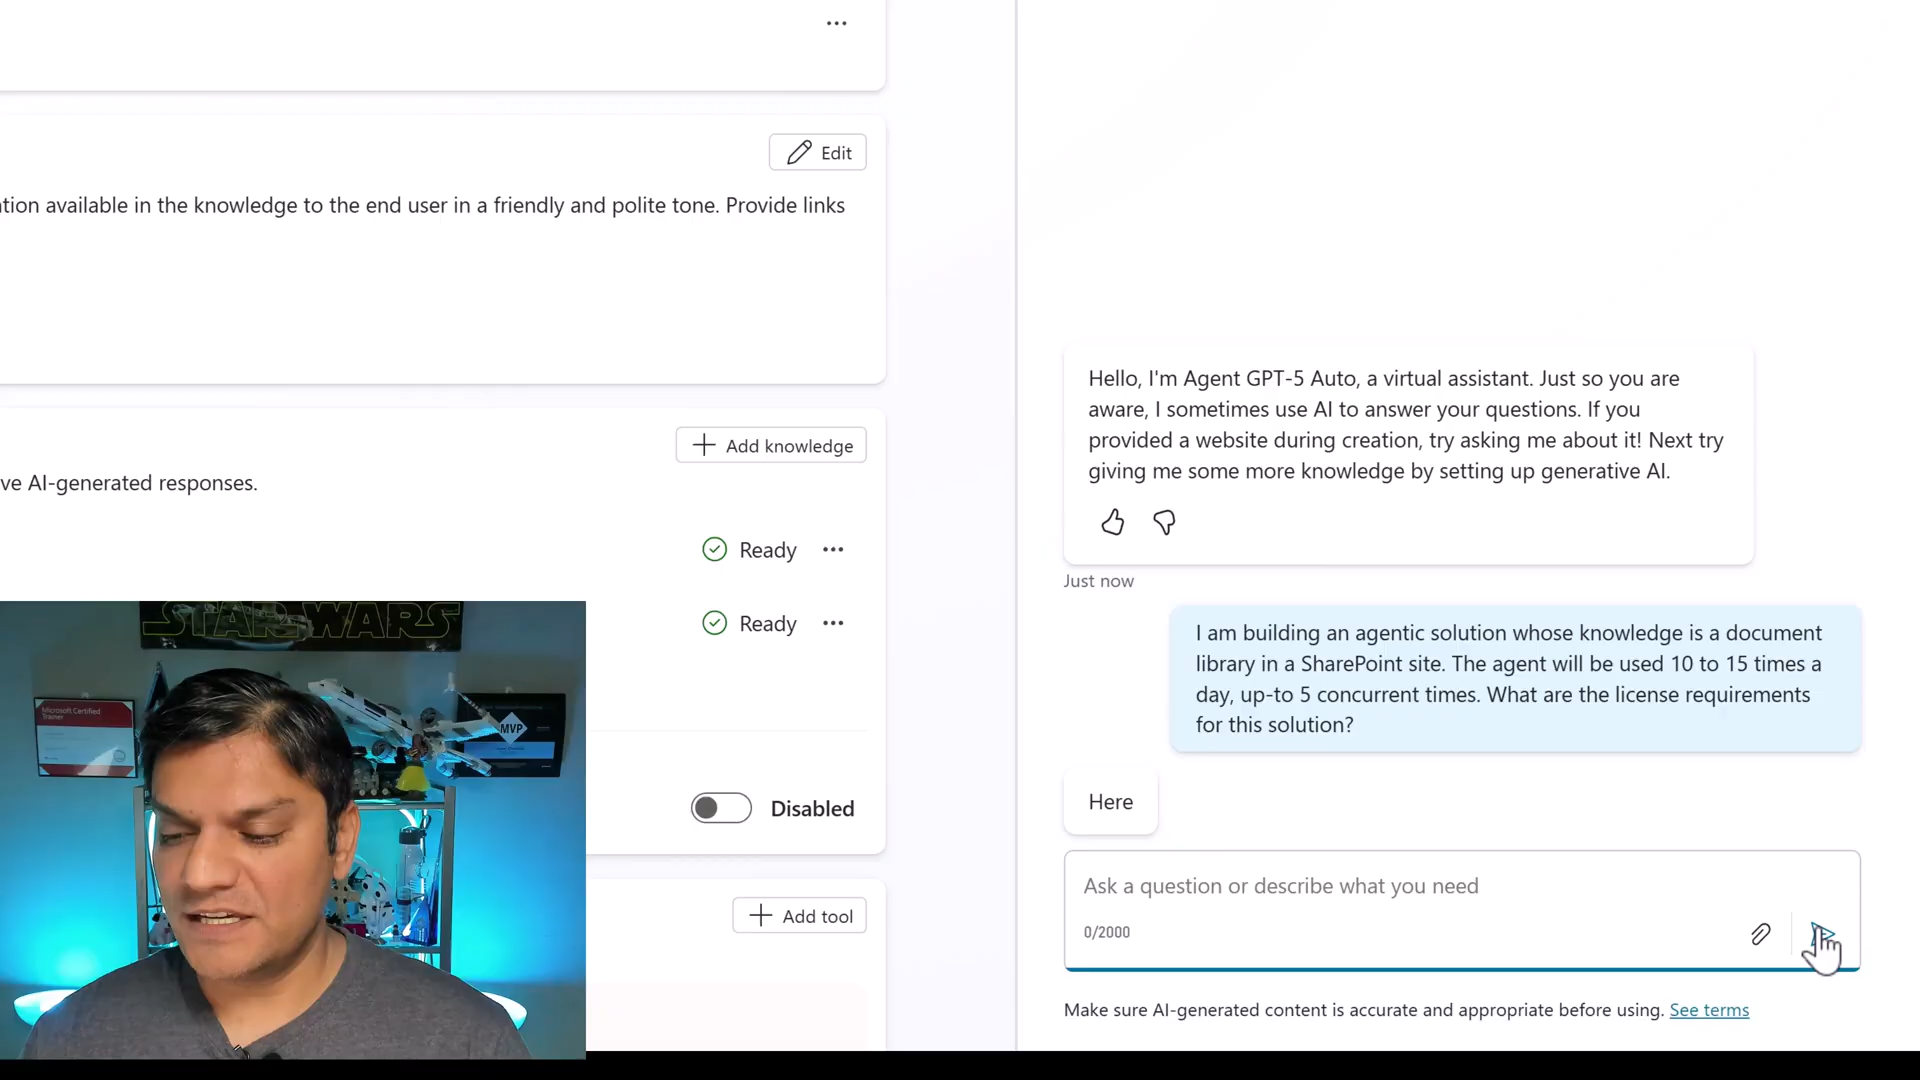 Edit
tion available in the knowledge to the end user in a friendly and polite tone. Provide links
Add knowledge
ve AI-generated responses.
Ready
Ready
Disabled
Add tool
STAR WARS
Microsoft Certified
Trainer
MVP
Hello, I'm Agent GPT-5 Auto, a virtual assistant. Just so you are
aware, I sometimes use AI to answer your questions. If you
provided a website during creation, try asking me about it! Next try
giving me some more knowledge by setting up generative AI.
Just now
I am building an agentic solution whose knowledge is a document
library in a SharePoint site. The agent will be used 10 to 15 times a
day, up-to 5 concurrent times. What are the license requirements
for this solution?
Here
Ask a question or describe what you need
0/2000
Make sure AI-generated content is accurate and appropriate before using. See terms